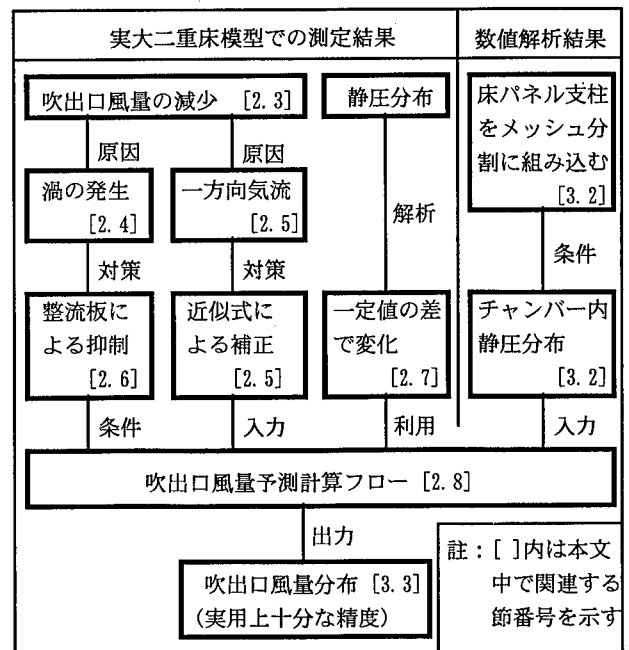 実大二重床模型での測定結果
数値解析結果
吹出口風量の減少 [2.3]
静圧分布
床パネル支柱
をメッシュ分
割に組み込む
[3.2]
原因
原因
解析
条件
渦の発生
[2.4]
一方向気流
[2.5]
対策
対策
整流板に
よる抑制
[2.6]
近似式に
よる補正
[2.5]
一定値の差
で変化
[2.7]
チャンバー内
静圧分布
[3.2]
条件
入力
利用
入力
吹出口風量予測計算フロー [2.8]
出力
吹出口風量分布 [3.3]
(実用上十分な精度)
註:[ ]内は本文
中で関連する
節番号を示す